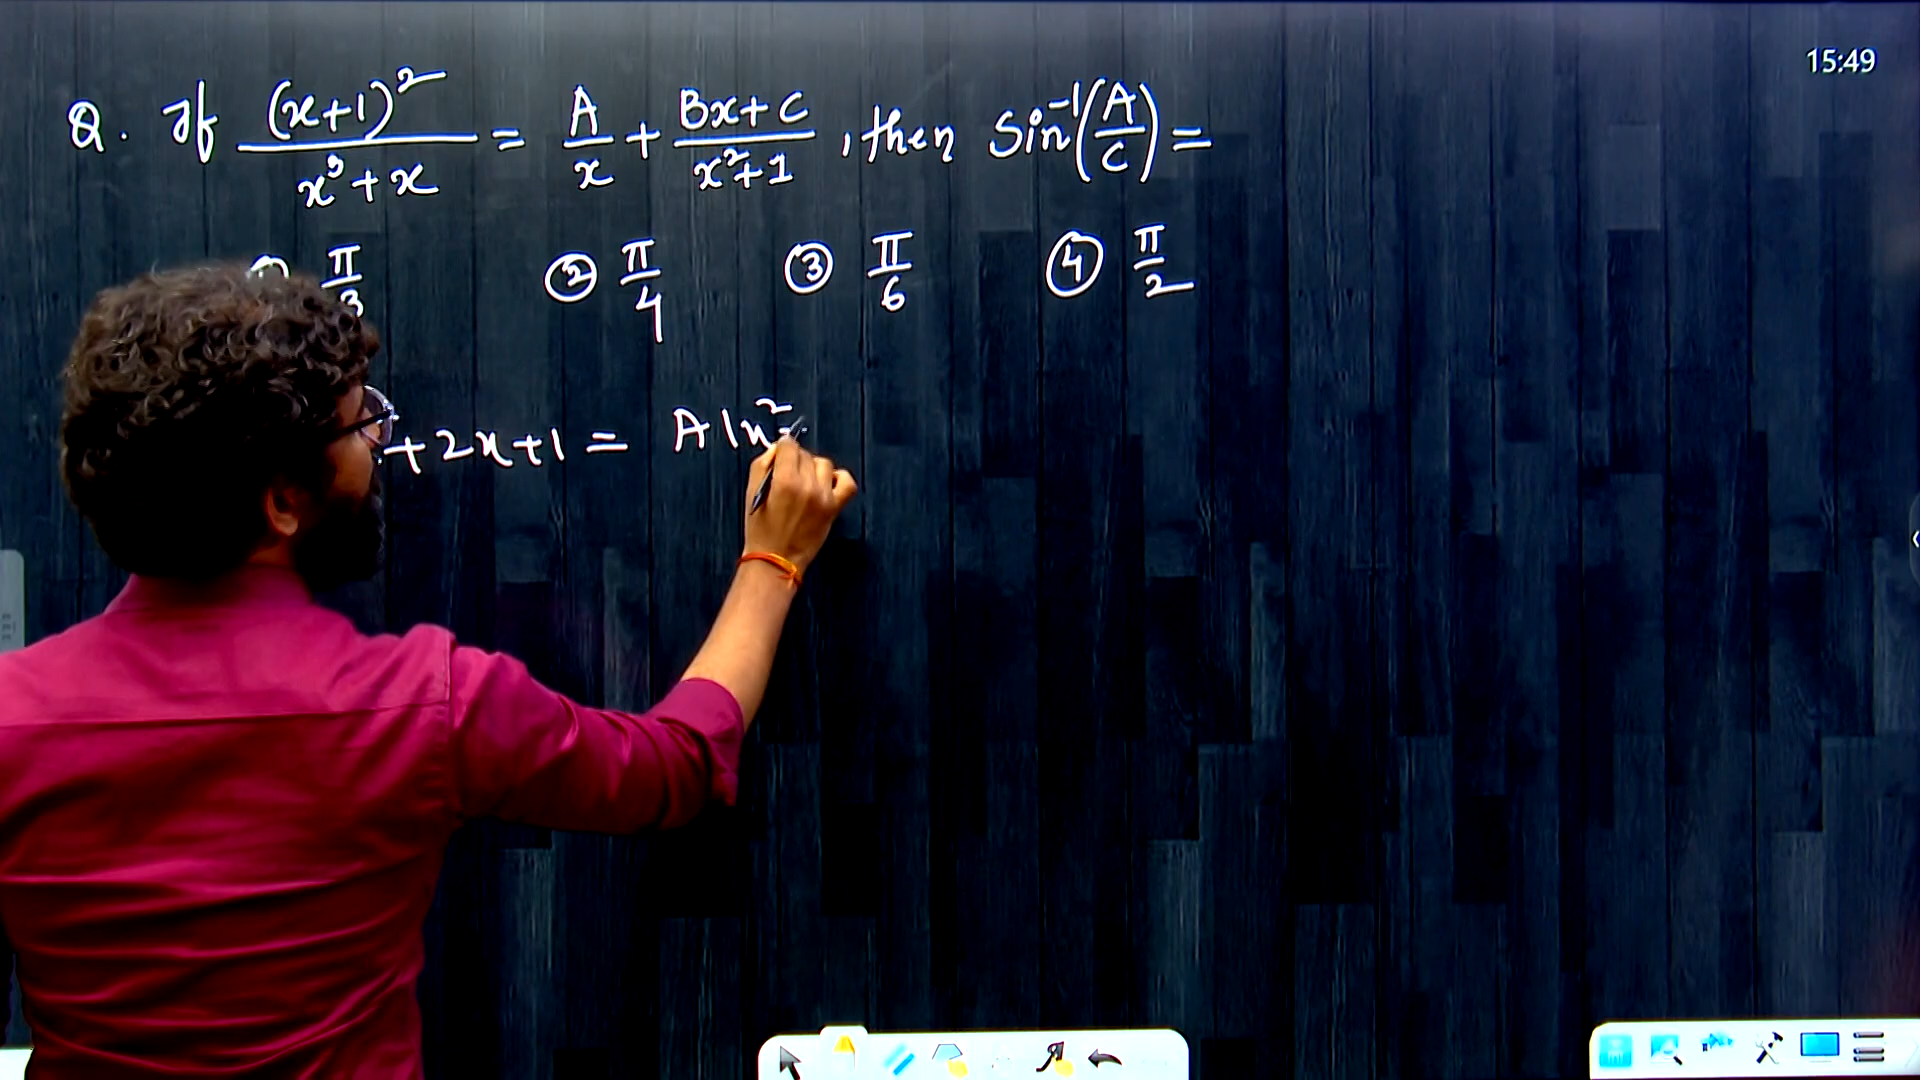 15:49
Q. If (x+1)²/(x³+x) = A/x + (Bx+C)/(x²+1), then Sin⁻¹(A/C) =
π/3 ② π/4 ③ π/6 ④ π/2
+2x+1 = A(x²